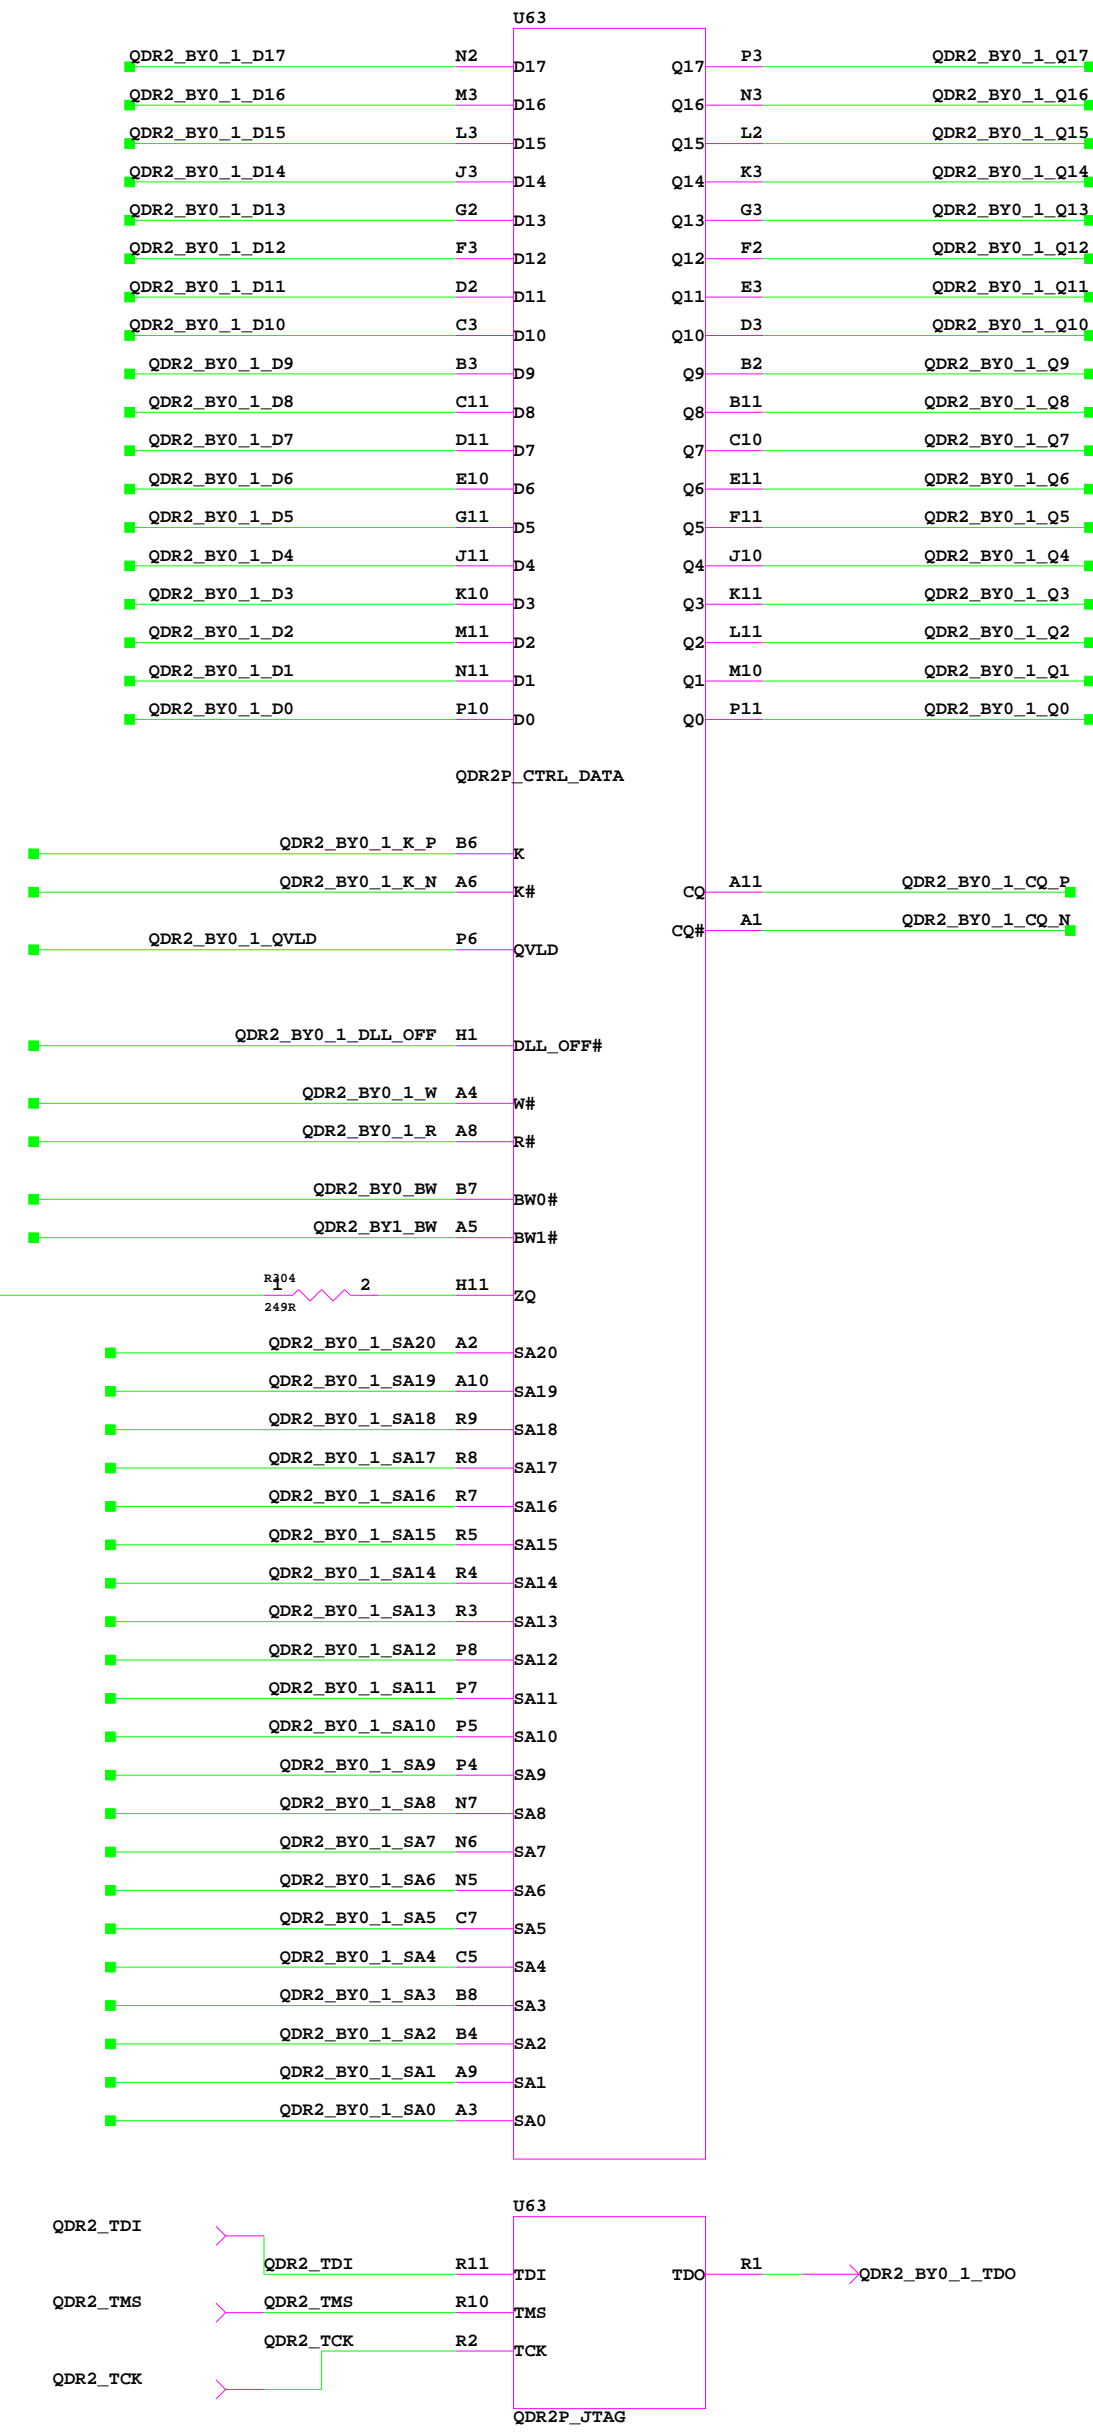 U63
QDR2_BY0_1_D17 N2 D17 Q17 P3 QDR2_BY0_1_Q17
QDR2_BY0_1_D16 M3 D16 Q16 N3 QDR2_BY0_1_Q16
QDR2_BY0_1_D15 L3 D15 Q15 L2 QDR2_BY0_1_Q15
QDR2_BY0_1_D14 J3 D14 Q14 K3 QDR2_BY0_1_Q14
QDR2_BY0_1_D13 G2 D13 Q13 G3 QDR2_BY0_1_Q13
QDR2_BY0_1_D12 F3 D12 Q12 F2 QDR2_BY0_1_Q12
QDR2_BY0_1_D11 D2 D11 Q11 E3 QDR2_BY0_1_Q11
QDR2_BY0_1_D10 C3 D10 Q10 D3 QDR2_BY0_1_Q10
QDR2_BY0_1_D9 B3 D9 Q9 B2 QDR2_BY0_1_Q9
QDR2_BY0_1_D8 C11 D8 Q8 B11 QDR2_BY0_1_Q8
QDR2_BY0_1_D7 D11 D7 Q7 C10 QDR2_BY0_1_Q7
QDR2_BY0_1_D6 E10 D6 Q6 E11 QDR2_BY0_1_Q6
QDR2_BY0_1_D5 G11 D5 Q5 F11 QDR2_BY0_1_Q5
QDR2_BY0_1_D4 J11 D4 Q4 J10 QDR2_BY0_1_Q4
QDR2_BY0_1_D3 K10 D3 Q3 K11 QDR2_BY0_1_Q3
QDR2_BY0_1_D2 M11 D2 Q2 L11 QDR2_BY0_1_Q2
QDR2_BY0_1_D1 N11 D1 Q1 M10 QDR2_BY0_1_Q1
QDR2_BY0_1_D0 P10 D0 Q0 P11 QDR2_BY0_1_Q0
QDR2P_CTRL_DATA
QDR2_BY0_1_K_P B6 K
QDR2_BY0_1_K_N A6 K# CQ A11 QDR2_BY0_1_CQ_P
CQ# A1 QDR2_BY0_1_CQ_N
QDR2_BY0_1_QVLD P6 QVLD
QDR2_BY0_1_DLL_OFF H1 DLL_OFF#
QDR2_BY0_1_W A4 W#
QDR2_BY0_1_R A8 R#
QDR2_BY0_BW B7 BW0#
QDR2_BY1_BW A5 BW1#
R304 1 2 H11 ZQ
249R
QDR2_BY0_1_SA20 A2 SA20
QDR2_BY0_1_SA19 A10 SA19
QDR2_BY0_1_SA18 R9 SA18
QDR2_BY0_1_SA17 R8 SA17
QDR2_BY0_1_SA16 R7 SA16
QDR2_BY0_1_SA15 R5 SA15
QDR2_BY0_1_SA14 R4 SA14
QDR2_BY0_1_SA13 R3 SA13
QDR2_BY0_1_SA12 P8 SA12
QDR2_BY0_1_SA11 P7 SA11
QDR2_BY0_1_SA10 P5 SA10
QDR2_BY0_1_SA9 P4 SA9
QDR2_BY0_1_SA8 N7 SA8
QDR2_BY0_1_SA7 N6 SA7
QDR2_BY0_1_SA6 N5 SA6
QDR2_BY0_1_SA5 C7 SA5
QDR2_BY0_1_SA4 C5 SA4
QDR2_BY0_1_SA3 B8 SA3
QDR2_BY0_1_SA2 B4 SA2
QDR2_BY0_1_SA1 A9 SA1
QDR2_BY0_1_SA0 A3 SA0
U63
QDR2_TDI
QDR2_TDI R11 TDI TDO R1 QDR2_BY0_1_TDO
QDR2_TMS QDR2_TMS R10 TMS
QDR2_TCK R2 TCK
QDR2_TCK
QDR2P_JTAG